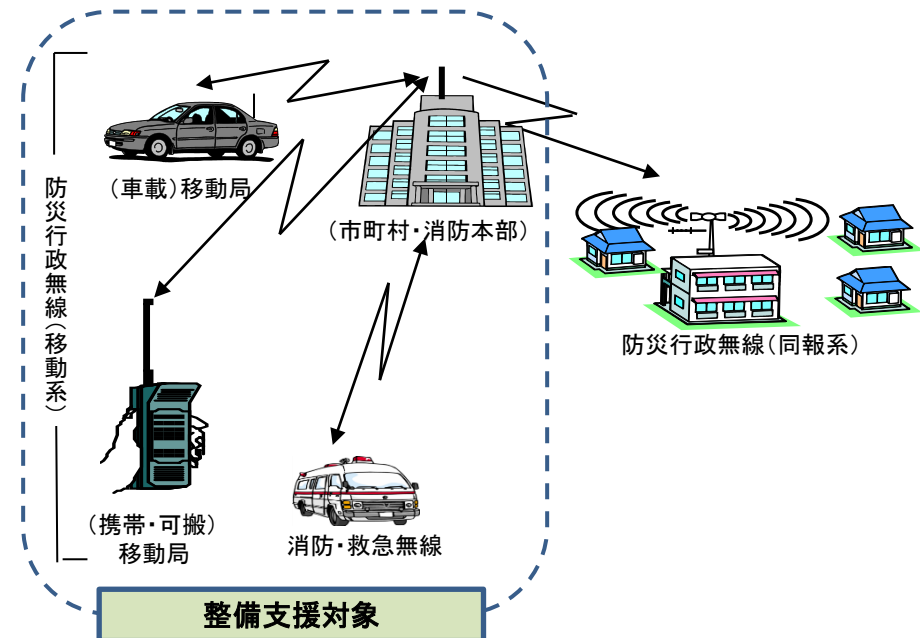 防災行政無線(移動系)
(車載)移動局
(市町村・消防本部)
防災行政無線(同報系)
(携帯・可搬)
移動局
消防・救急無線
整備支援対象